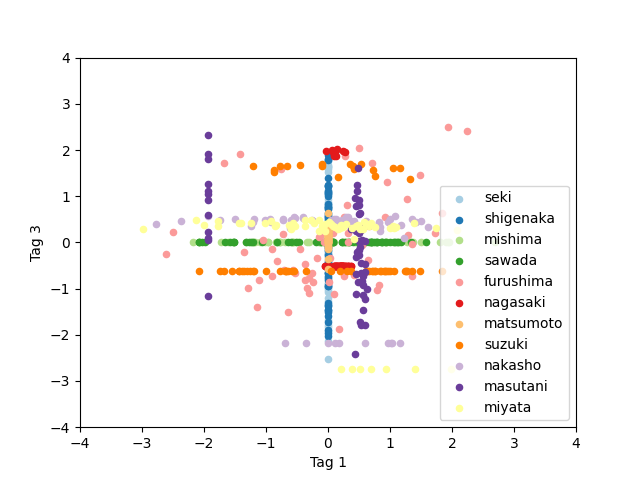 4
3
2
1
0
−1
−2
−3
−4
Tag 3
−4 −3 −2 −1 0 1 2 3 4
Tag 1
seki
shigenaka
mishima
sawada
furushima
nagasaki
matsumoto
suzuki
nakasho
masutani
miyata